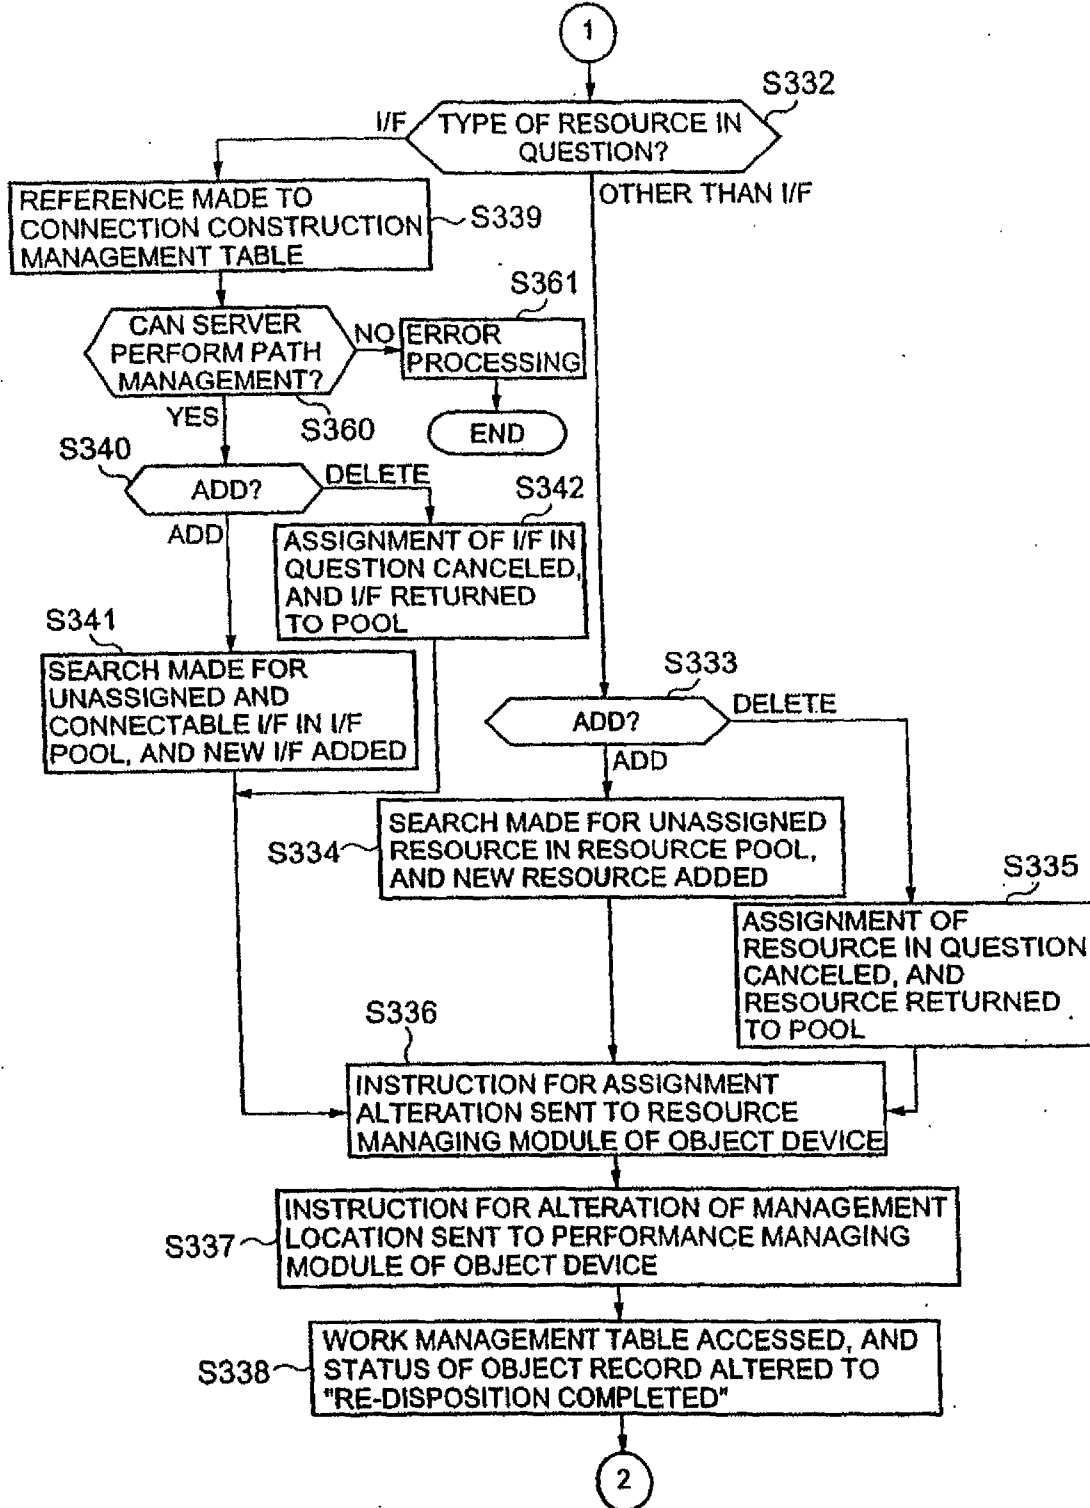 1
S332
I/F
TYPE OF RESOURCE IN
QUESTION?
OTHER THAN I/F
REFERENCE MADE TO
CONNECTION CONSTRUCTION
MANAGEMENT TABLE
S339
S361
CAN SERVER
PERFORM PATH
MANAGEMENT?
NO
ERROR
PROCESSING
YES
S360
END
S340
ADD?
DELETE
S342
ADD
ASSIGNMENT OF I/F IN
QUESTION CANCELED,
AND I/F RETURNED
TO POOL
S341
SEARCH MADE FOR
UNASSIGNED AND
CONNECTABLE I/F IN I/F
POOL, AND NEW I/F ADDED
S333
ADD?
DELETE
ADD
S334
SEARCH MADE FOR UNASSIGNED
RESOURCE IN RESOURCE POOL,
AND NEW RESOURCE ADDED
S335
ASSIGNMENT OF
RESOURCE IN QUESTION
CANCELED, AND
RESOURCE RETURNED
TO POOL
S336
INSTRUCTION FOR ASSIGNMENT
ALTERATION SENT TO RESOURCE
MANAGING MODULE OF OBJECT DEVICE
S337
INSTRUCTION FOR ALTERATION OF MANAGEMENT
LOCATION SENT TO PERFORMANCE MANAGING
MODULE OF OBJECT DEVICE
S338
WORK MANAGEMENT TABLE ACCESSED, AND
STATUS OF OBJECT RECORD ALTERED TO
"RE-DISPOSITION COMPLETED"
2